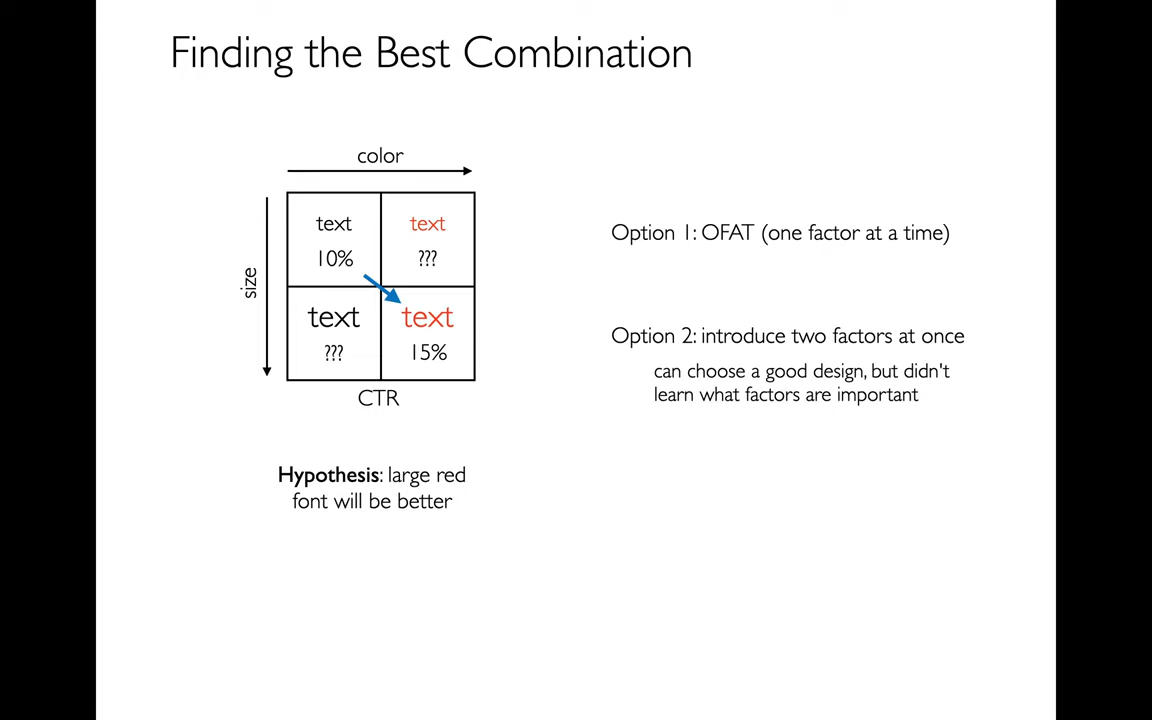 Finding the Best Combination
color
size
text
text
10%
???
text
text
???
15%
CTR
Hypothesis: large red
font will be better
Option 1: OFAT (one factor at a time)
Option 2: introduce two factors at once
can choose a good design, but didn't
learn what factors are important